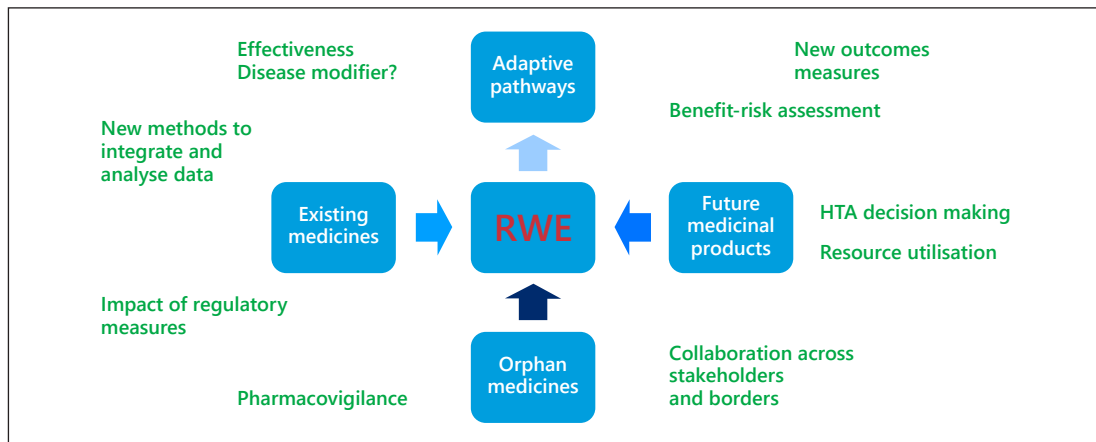 Effectiveness
Disease modifier?
Adaptive
pathways
New outcomes
measures
Benefit-risk assessment
New methods to
integrate and
analyse data
Existing
medicines
RWE
Future
medicinal
products
HTA decision making
Resource utilisation
Impact of regulatory
measures
Orphan
medicines
Collaboration across
stakeholders
and borders
Pharmacovigilance